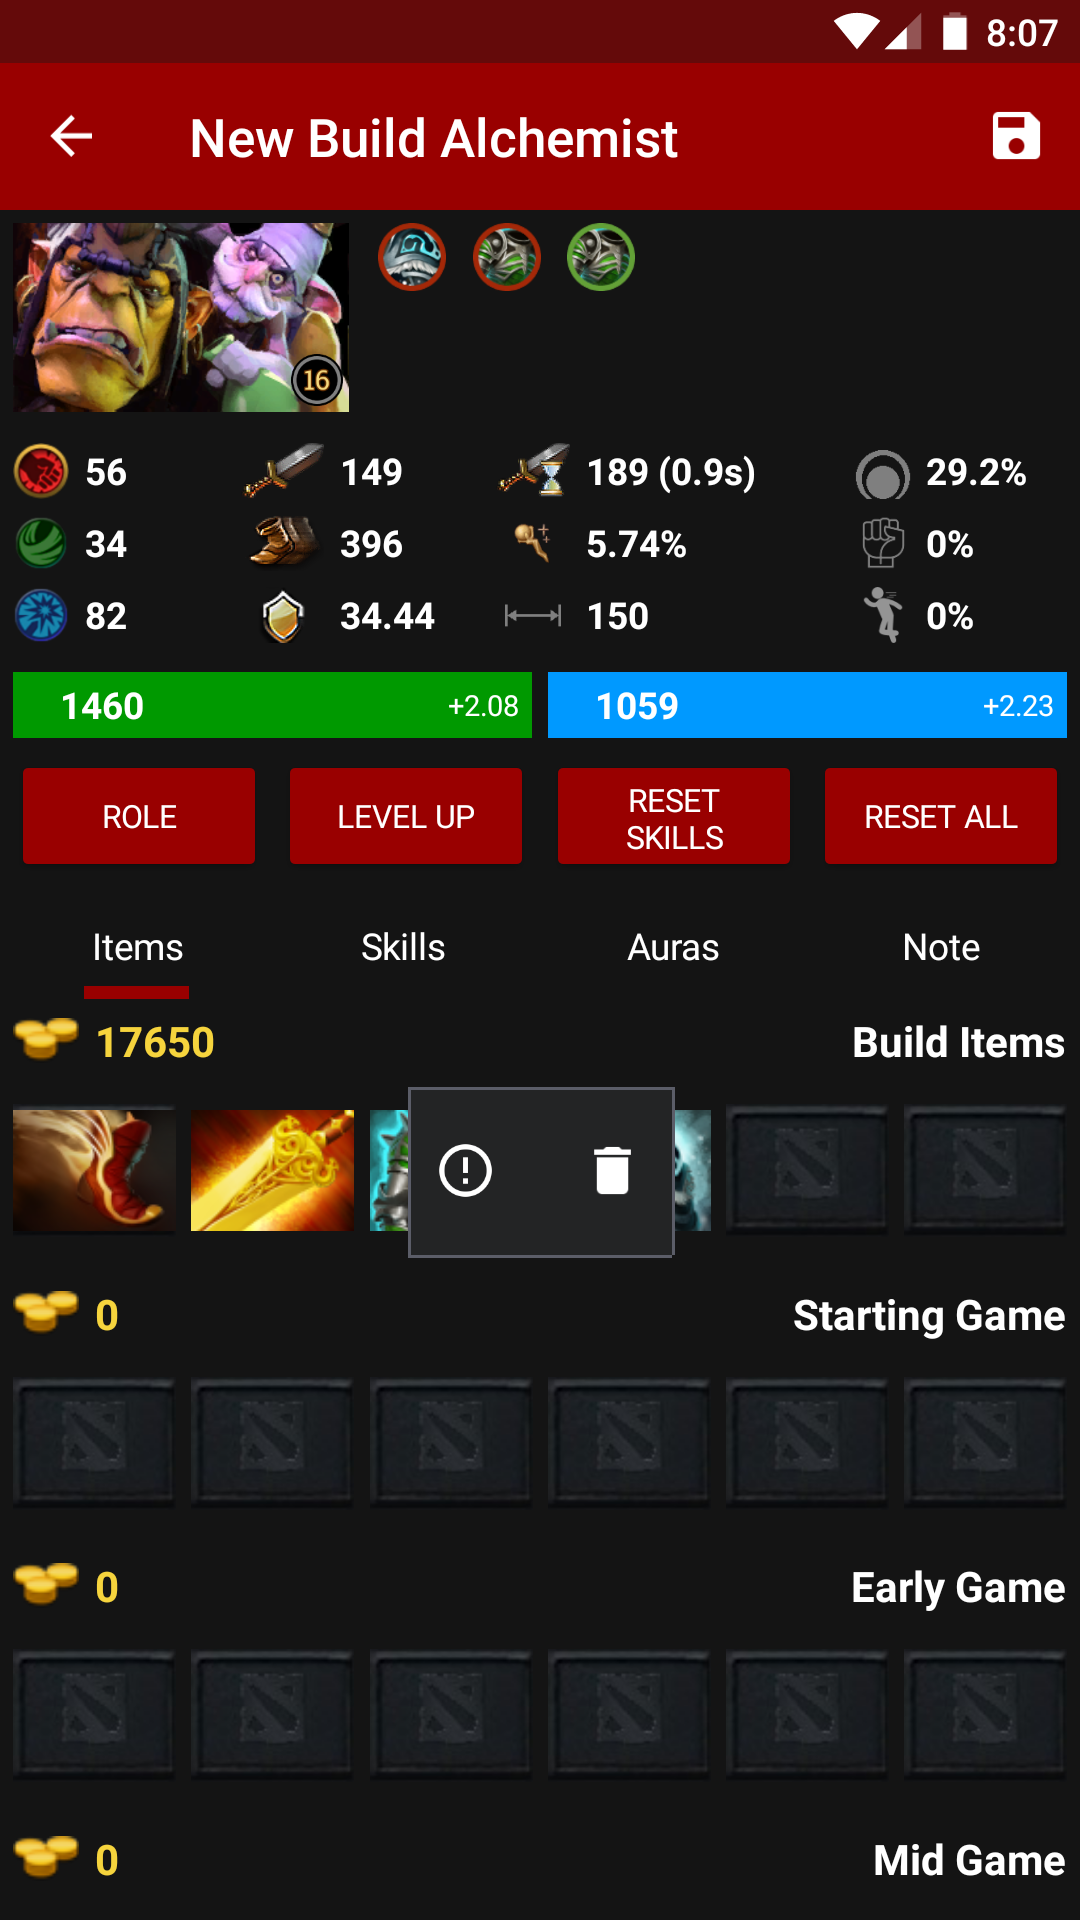 8:07
New Build Alchemist
16
56 149 189 (0.9s) 29.2%
34 396 5.74% 0%
82 34.44 150 0%
1460 +2.08 1059 +2.23
ROLE LEVEL UP RESET SKILLS RESET ALL
Items Skills Auras Note
17650 Build Items
0 Starting Game
0 Early Game
0 Mid Game